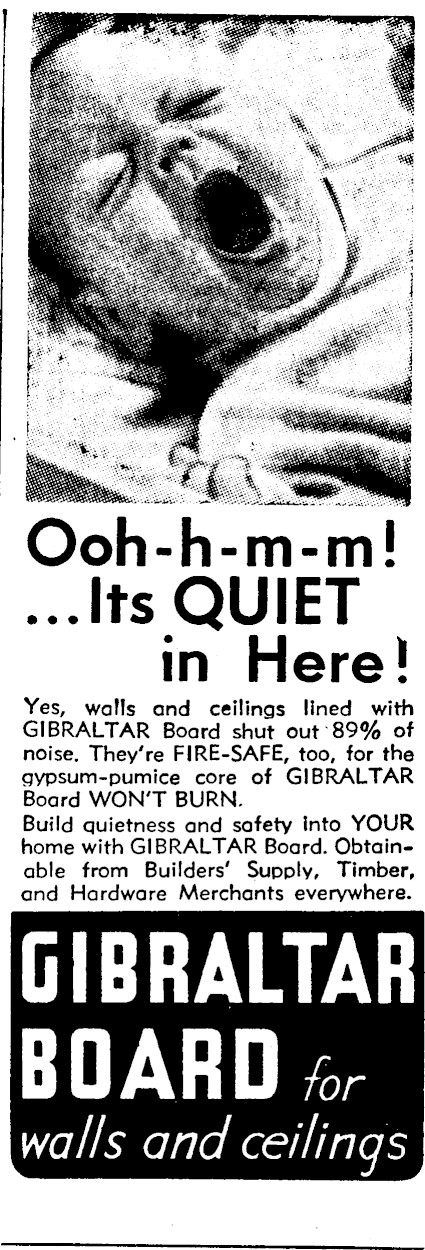 Ooh-h-m-m!
...Its QUIET
in Here!
Yes, walls and ceilings lined with
GIBRALTAR Board shut out 89% of
noise. They're FIRE-SAFE, too, for the
gypsum-pumice core of GIBRALTAR
Board WON'T BURN.
Build quietness and safety into YOUR
home with GIBRALTAR Board. Obtain-
able from Builders' Supply, Timber,
and Hardware Merchants everywhere.
GIBRALTAR
BOARD for
walls and ceilings